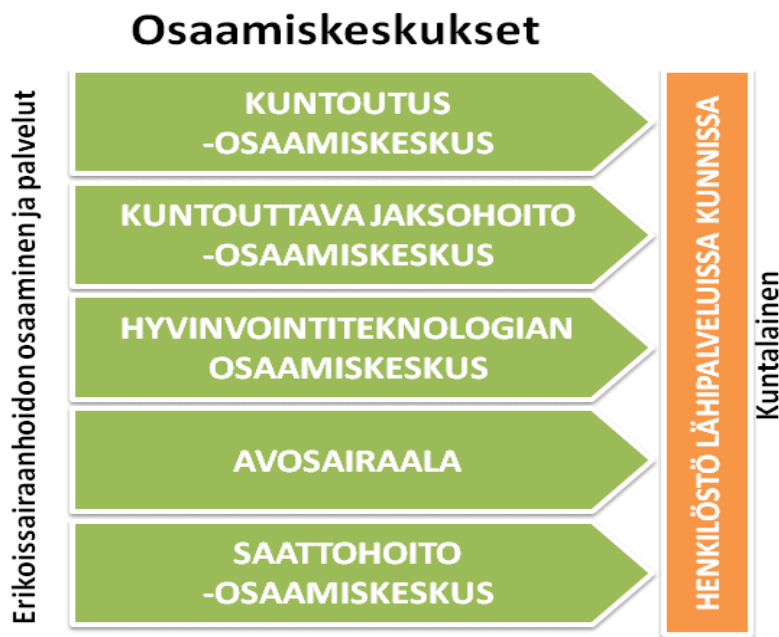 Osaamiskeskukset
Erikoissairaanhoidon osaaminen ja palvelut
KUNTOUTUS
-OSAAMISKESKUS
KUNTOUTTAVA JAKSOHOITO
-OSAAMISKESKUS
HYVINVOINTITEKNOLOGIAN
OSAAMISKESKUS
AVOSAIRAALA
SAATTOHOITO
-OSAAMISKESKUS
HENKILÖSTÖ LÄHIPALVELUISSA KUNNISSA
Kuntalainen